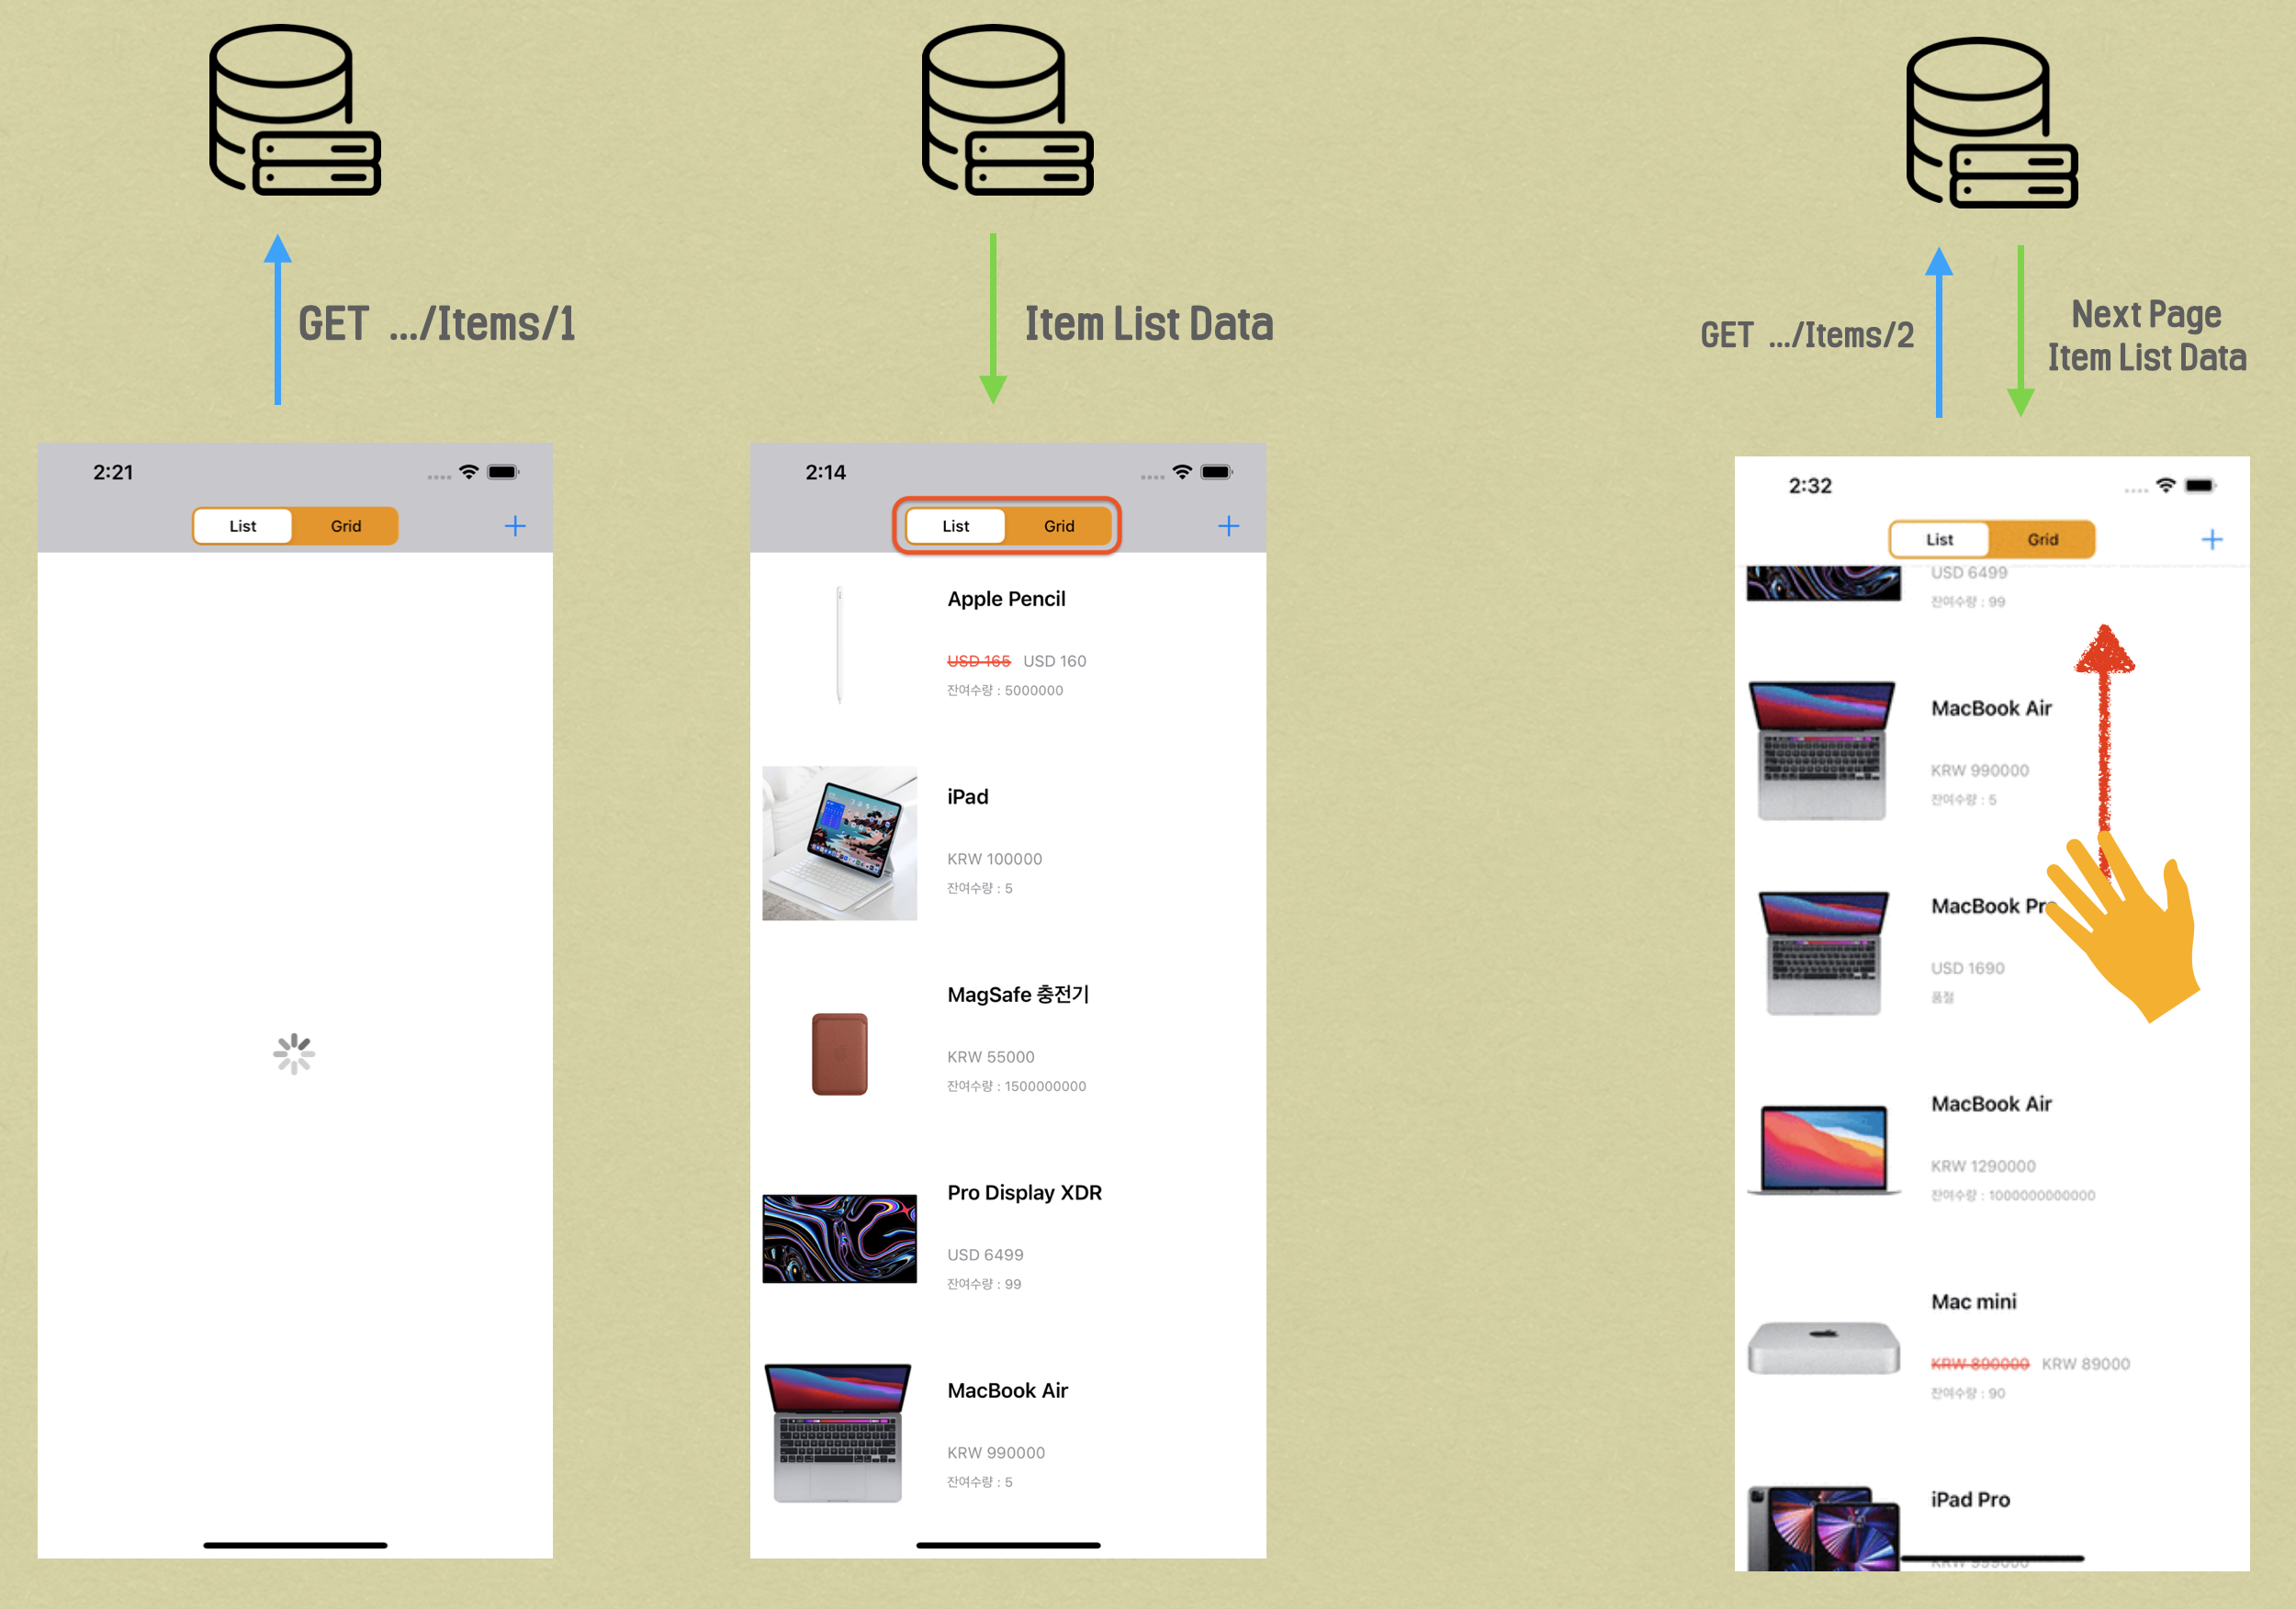 GET .../Items/1
2:21
List Grid +
Item List Data
2:14
List Grid +
Apple Pencil
USD 165 USD 160
잔여수량 : 5000000
iPad
KRW 100000
잔여수량 : 5
MagSafe 충전기
KRW 55000
잔여수량 : 1500000000
Pro Display XDR
USD 6499
잔여수량 : 99
MacBook Air
KRW 990000
잔여수량 : 5
GET .../Items/2
Next Page
Item List Data
2:32
List Grid +
USD 6499
잔여수량 : 99
MacBook Air
KRW 990000
잔여수량 : 5
MacBook Pro
USD 1690
품절
MacBook Air
KRW 1290000
잔여수량 : 1000000000000
Mac mini
KRW 890000 KRW 89000
잔여수량 : 90
iPad Pro